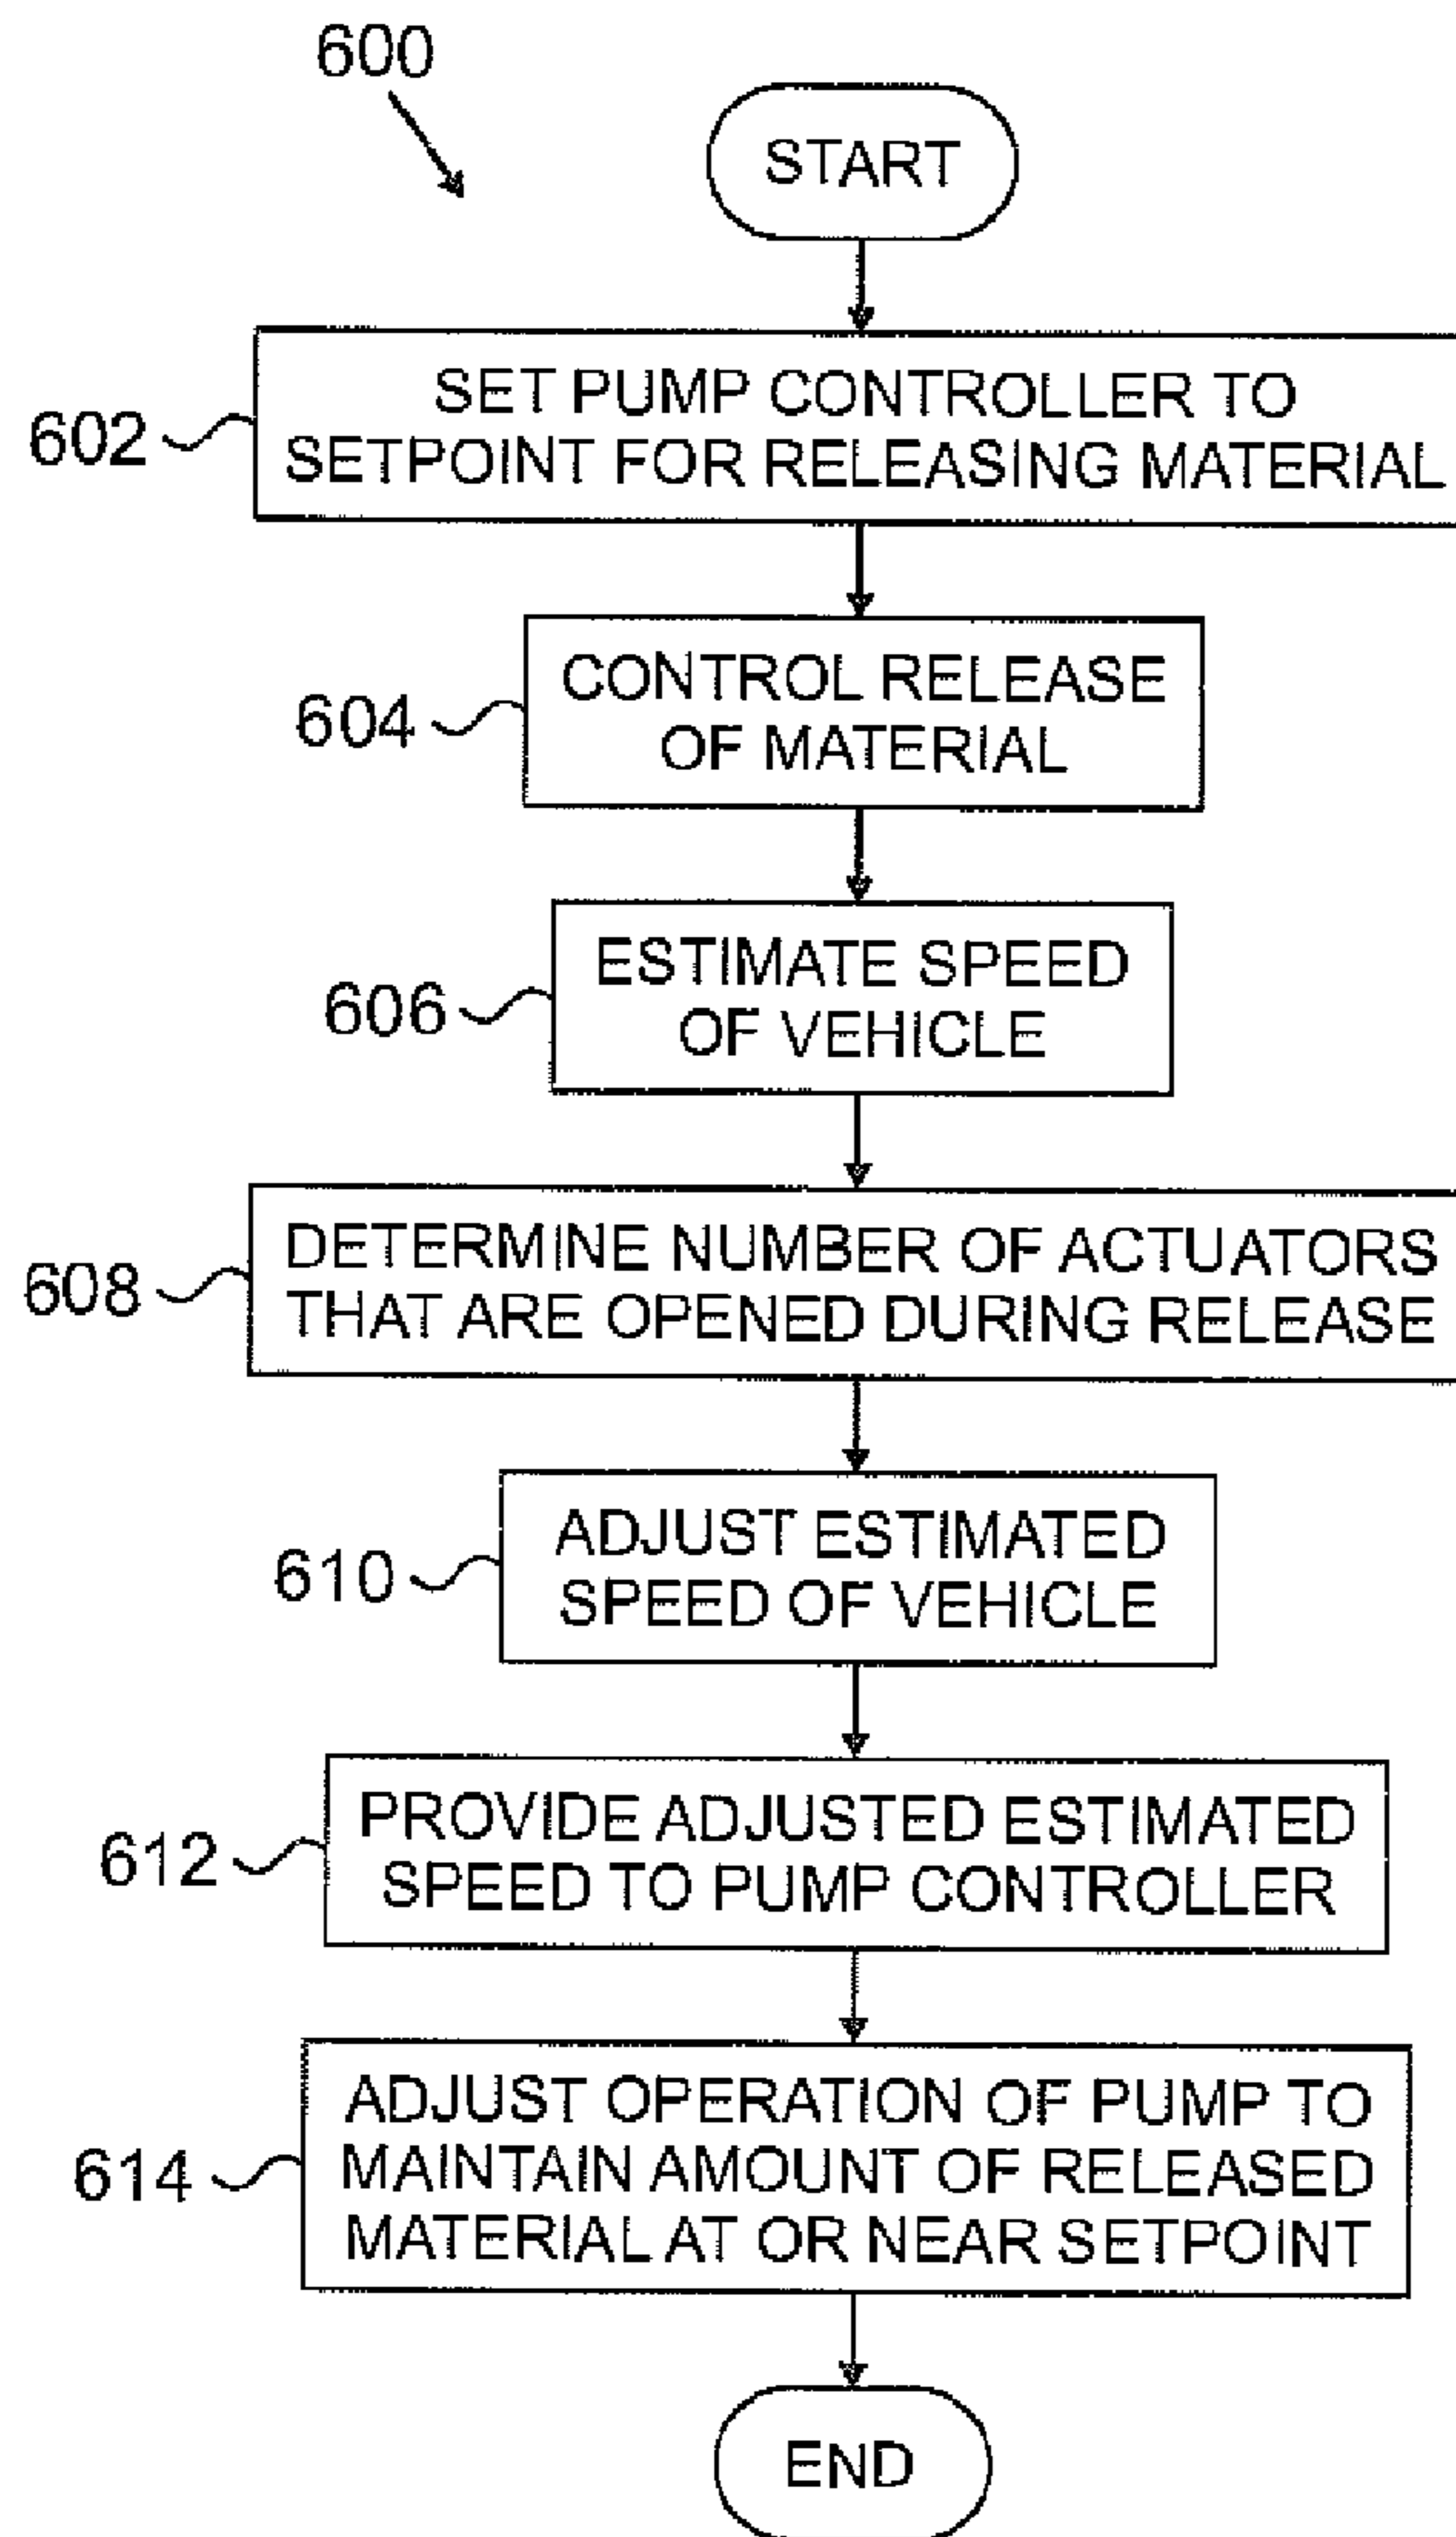 600
START
602
SET PUMP CONTROLLER TO
SETPOINT FOR RELEASING MATERIAL
604
CONTROL RELEASE
OF MATERIAL
606
ESTIMATE SPEED
OF VEHICLE
608
DETERMINE NUMBER OF ACTUATORS
THAT ARE OPENED DURING RELEASE
610
ADJUST ESTIMATED
SPEED OF VEHICLE
612
PROVIDE ADJUSTED ESTIMATED
SPEED TO PUMP CONTROLLER
614
ADJUST OPERATION OF PUMP TO
MAINTAIN AMOUNT OF RELEASED
MATERIAL AT OR NEAR SETPOINT
END